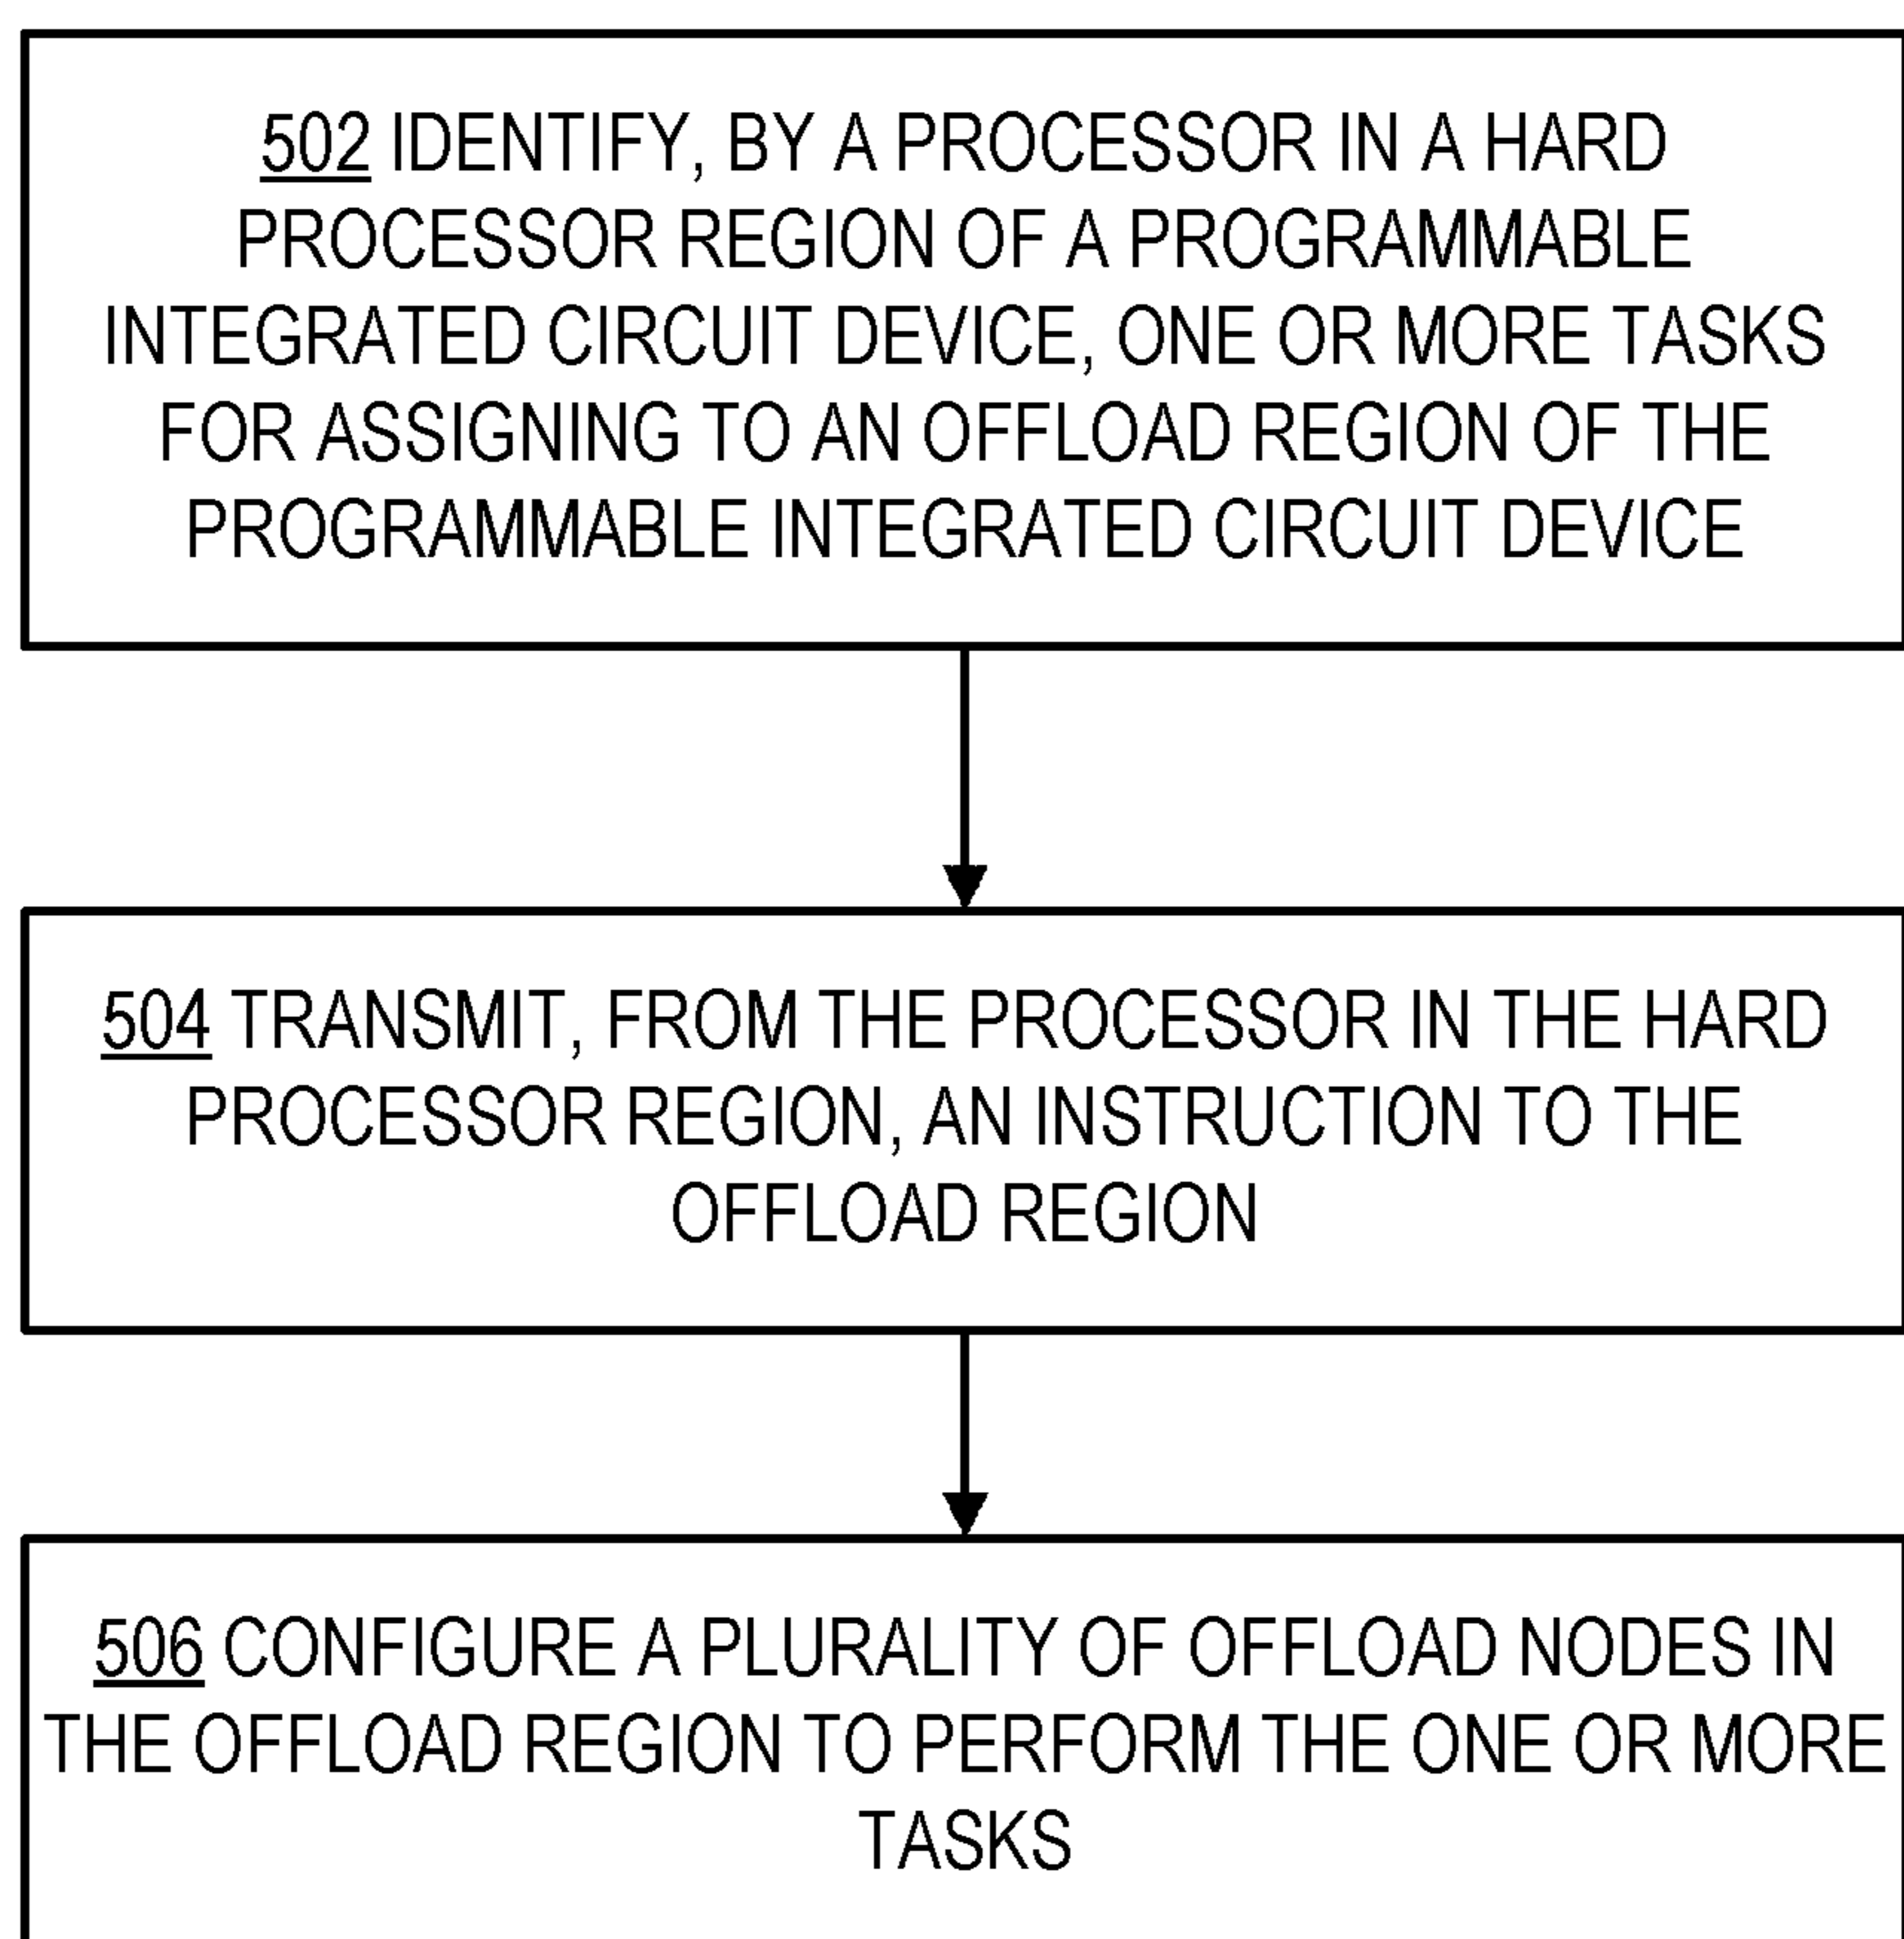 502 IDENTIFY, BY A PROCESSOR IN A HARD
PROCESSOR REGION OF A PROGRAMMABLE
INTEGRATED CIRCUIT DEVICE, ONE OR MORE TASKS
FOR ASSIGNING TO AN OFFLOAD REGION OF THE
PROGRAMMABLE INTEGRATED CIRCUIT DEVICE
504 TRANSMIT, FROM THE PROCESSOR IN THE HARD
PROCESSOR REGION, AN INSTRUCTION TO THE
OFFLOAD REGION
506 CONFIGURE A PLURALITY OF OFFLOAD NODES IN
THE OFFLOAD REGION TO PERFORM THE ONE OR MORE
TASKS